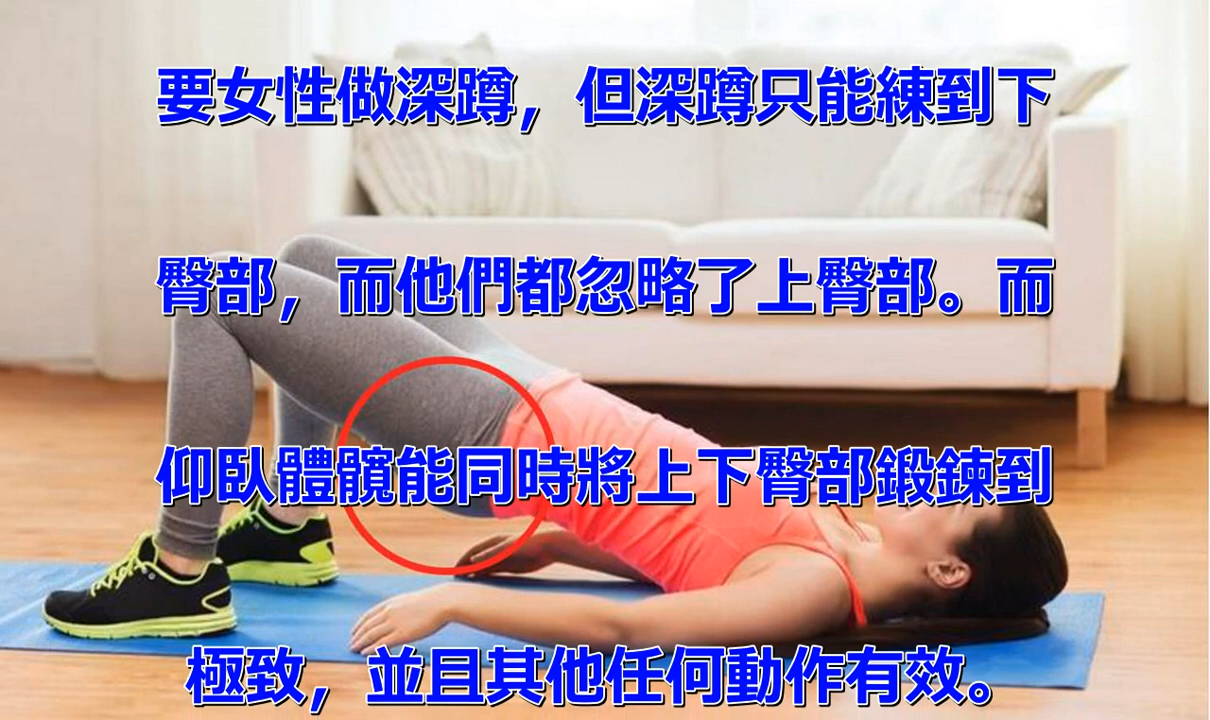 要女性做深蹲，但深蹲只能練到下
臀部，而他們都忽略了上臀部。而
仰臥體髖能同時將上下臀部鍛鍊到
極致，並且其他任何動作有效。